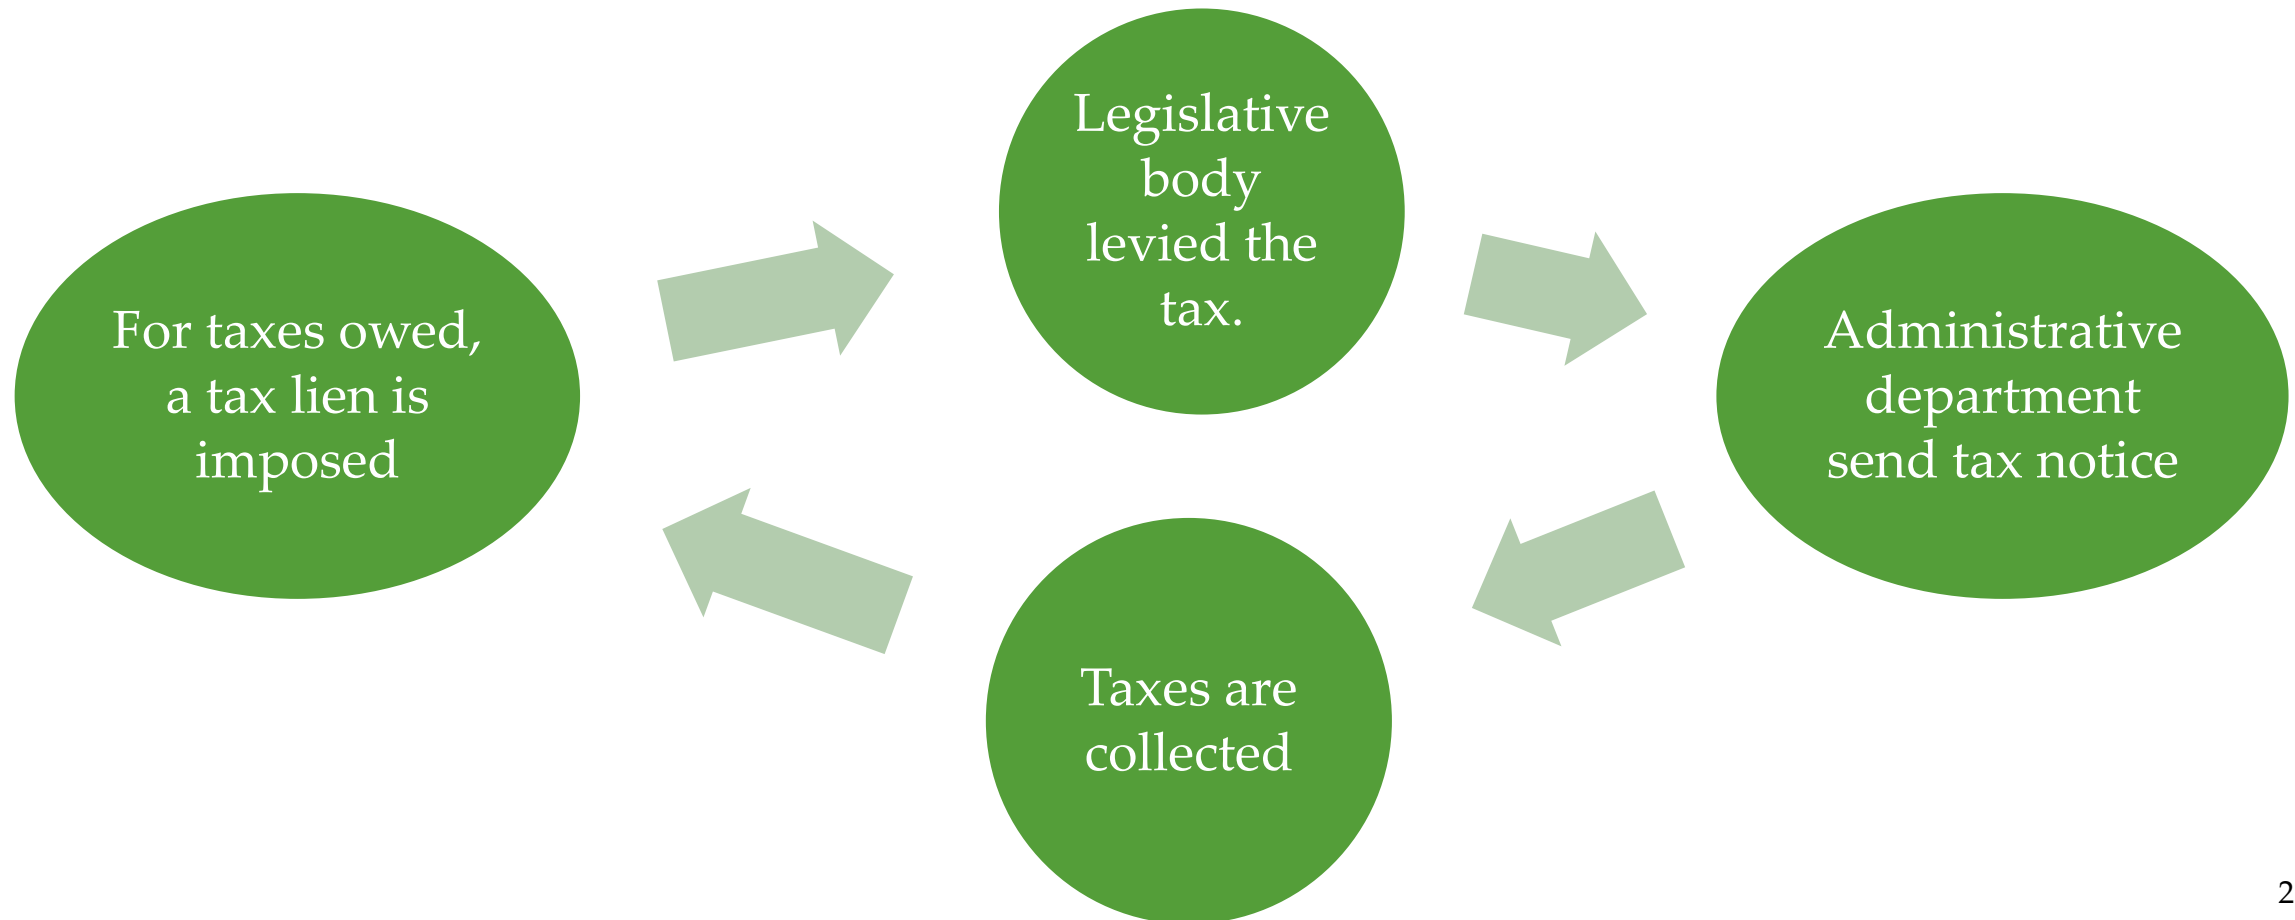 Legislative
body
levied the
tax.
Administrative
department
send tax notice
Taxes are
collected
For taxes owed,
a tax lien is
imposed
2